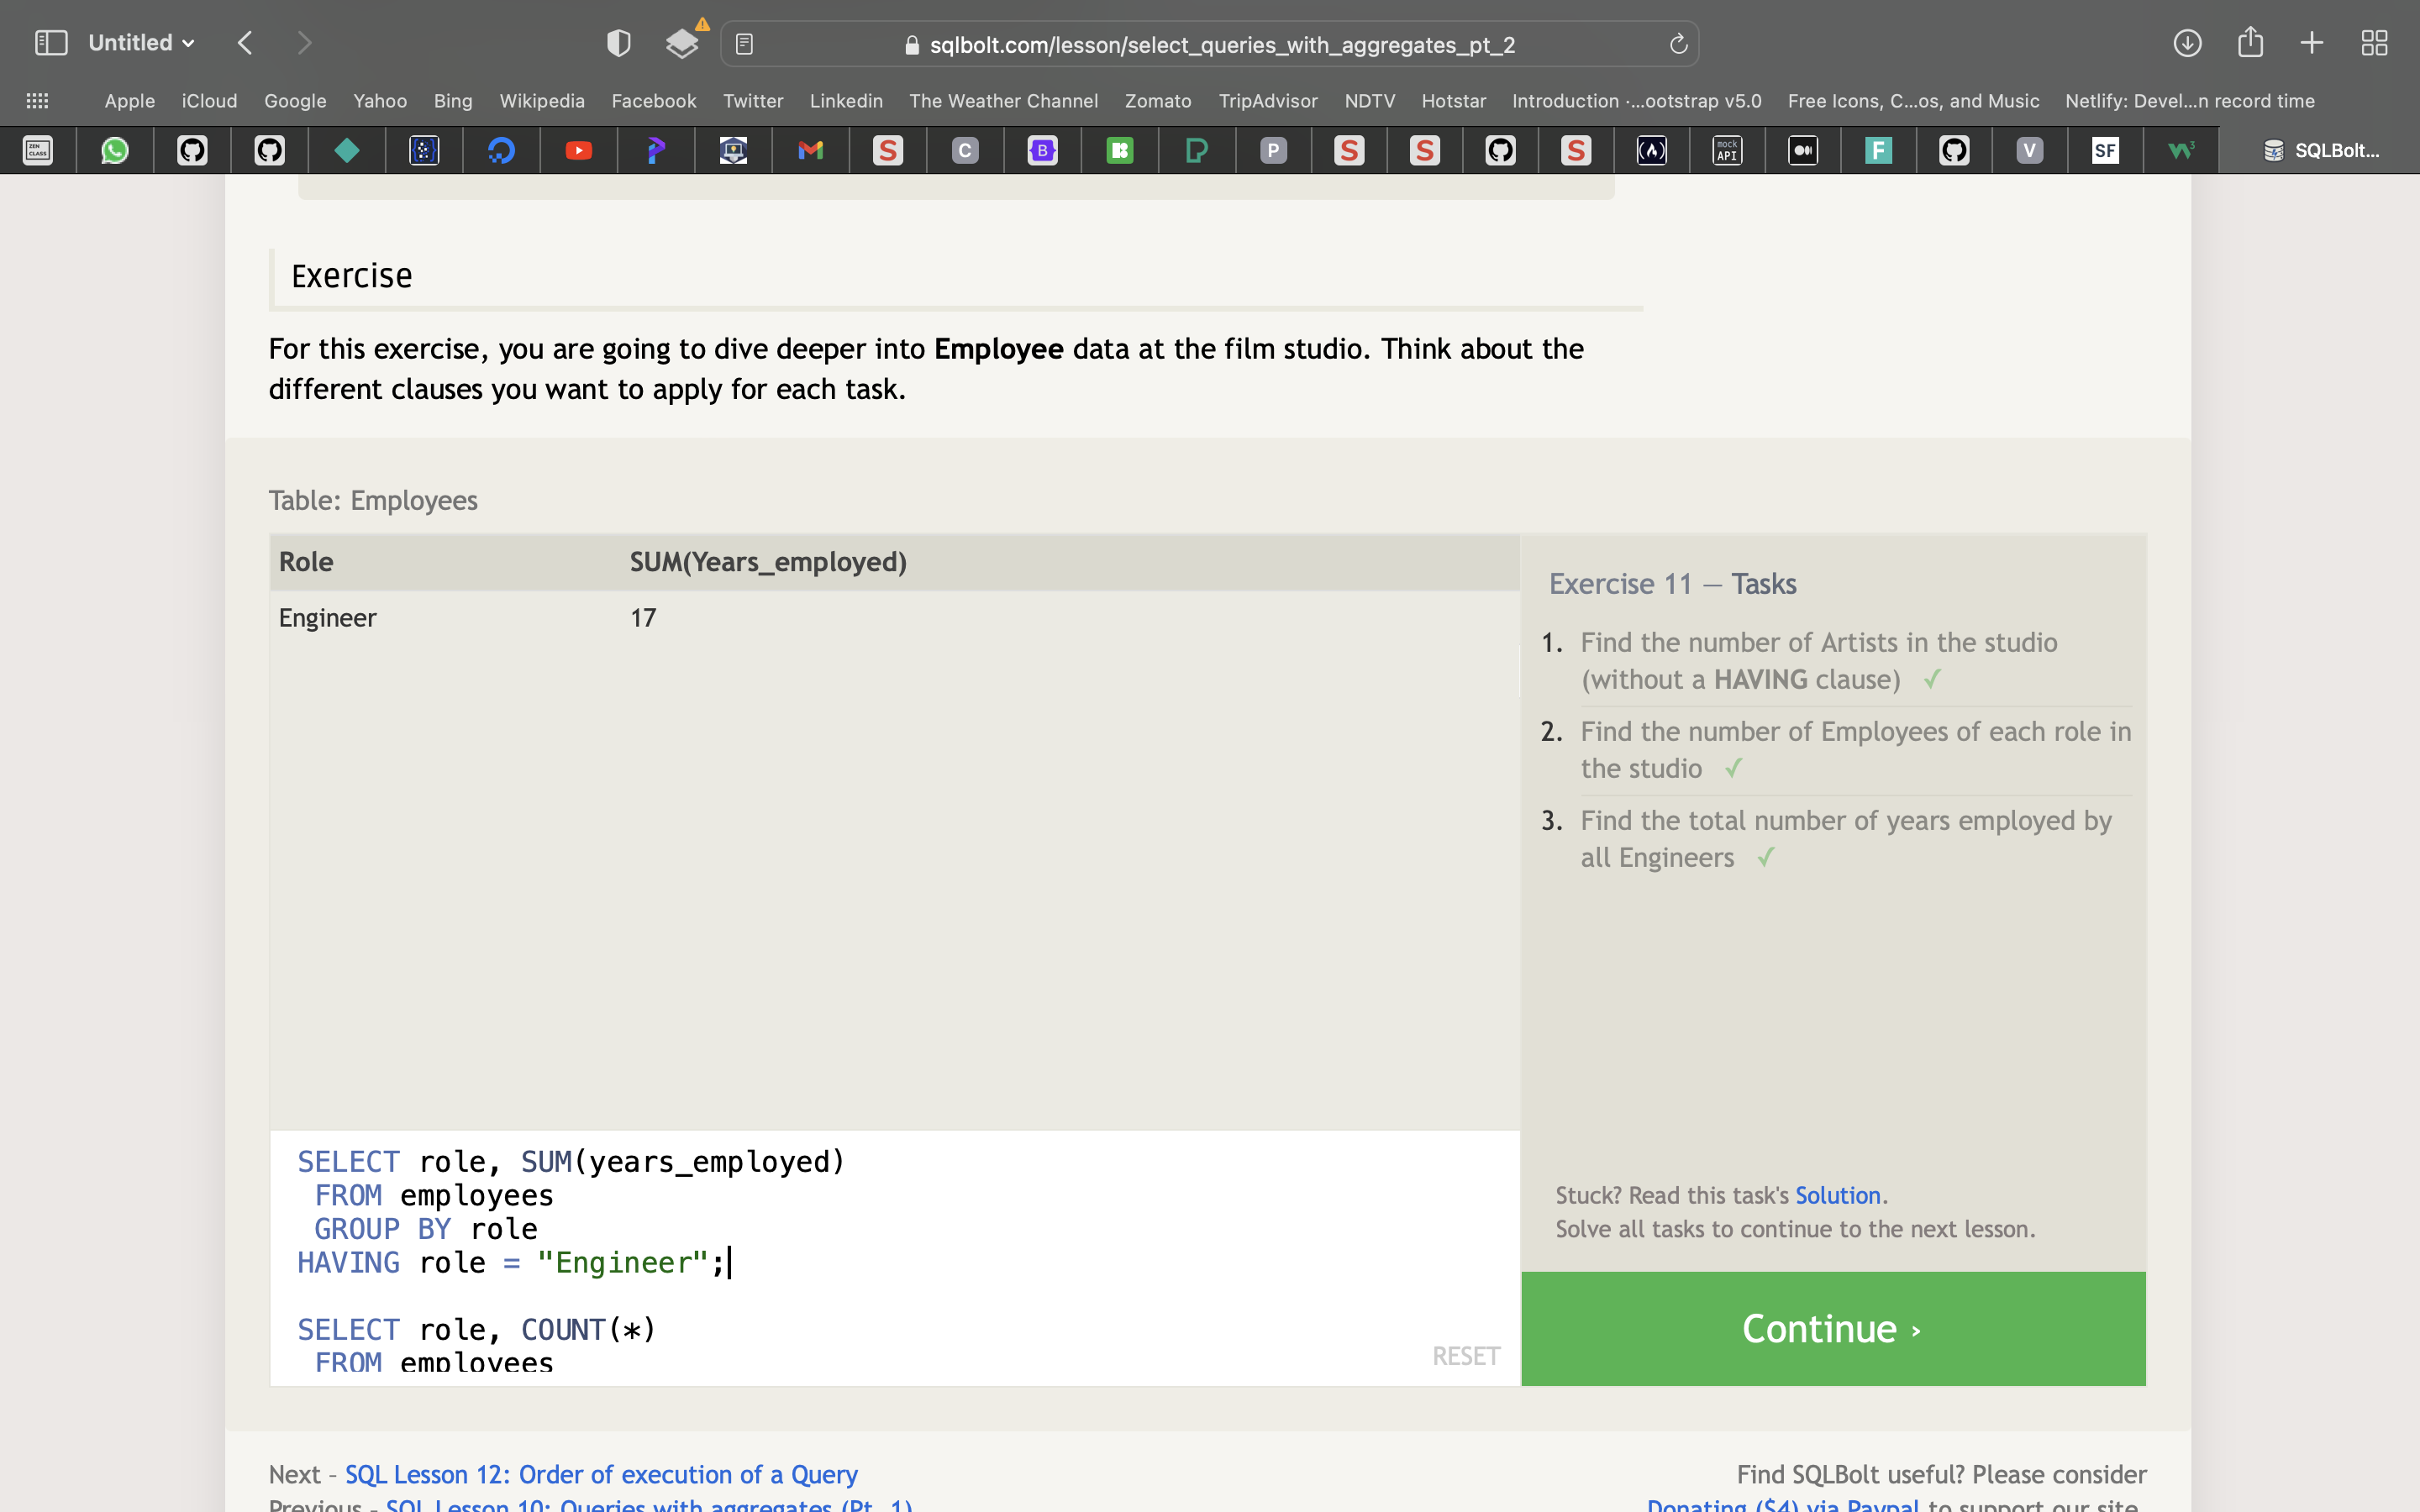 Untitled
sqlbolt.com/lesson/select_queries_with_aggregates_pt_2
Apple iCloud Google Yahoo Bing Wikipedia Facebook Twitter Linkedin The Weather Channel Zomato TripAdvisor NDTV Hotstar Introduction ·...ootstrap v5.0 Free Icons, C...os, and Music Netlify: Devel...n record time
ZEN CLASS S C B P S S S mock API F V SF SQLBolt...
Exercise
For this exercise, you are going to dive deeper into Employee data at the film studio. Think about the
different clauses you want to apply for each task.
Table: Employees
Role SUM(Years_employed)
Engineer 17
Exercise 11 — Tasks
1. Find the number of Artists in the studio
(without a HAVING clause) ✓
2. Find the number of Employees of each role in
the studio ✓
3. Find the total number of years employed by
all Engineers ✓
SELECT role, SUM(years_employed)
FROM employees
GROUP BY role
HAVING role = "Engineer";
SELECT role, COUNT(*)
FROM employees
RESET
Stuck? Read this task's Solution.
Solve all tasks to continue to the next lesson.
Continue ›
Next – SQL Lesson 12: Order of execution of a Query
Previous – SQL Lesson 10: Queries with aggregates (Pt. 1)
Find SQLBolt useful? Please consider
Donating ($4) via Paypal to support our site.